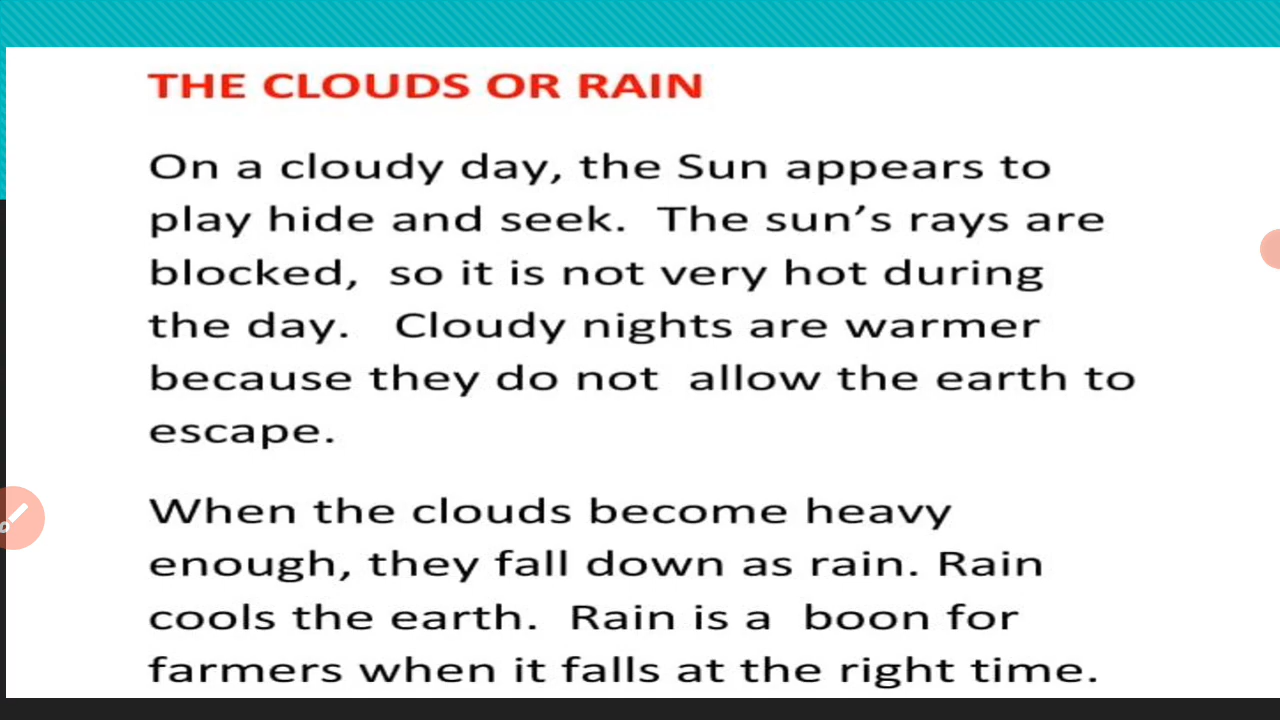 THE CLOUDS OR RAIN
On a cloudy day, the Sun appears to
play hide and seek.  The sun’s rays are
blocked,  so it is not very hot during
the day.   Cloudy nights are warmer
because they do not  allow the earth to
escape.
When the clouds become heavy
enough, they fall down as rain. Rain
cools the earth.  Rain is a  boon for
farmers when it falls at the right time.